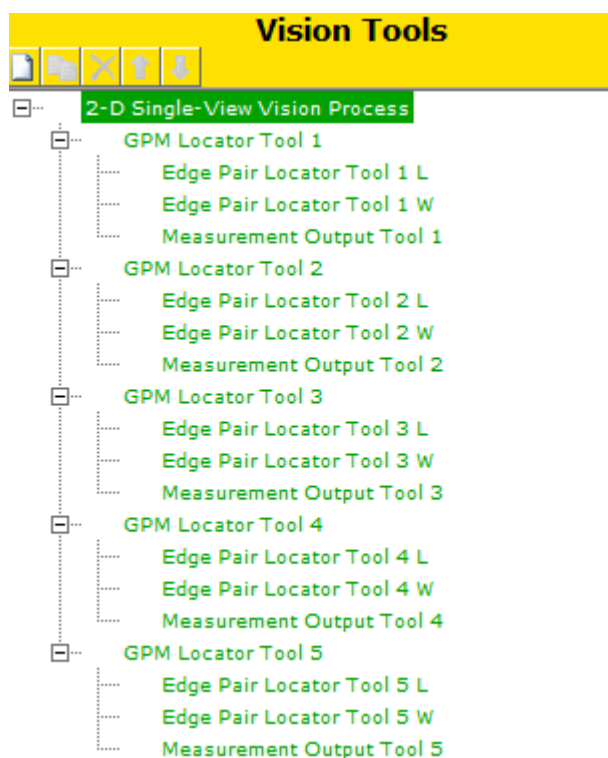 Vision Tools
2-D Single-View Vision Process
GPM Locator Tool 1
Edge Pair Locator Tool 1 L
Edge Pair Locator Tool 1 W
Measurement Output Tool 1
GPM Locator Tool 2
Edge Pair Locator Tool 2 L
Edge Pair Locator Tool 2 W
Measurement Output Tool 2
GPM Locator Tool 3
Edge Pair Locator Tool 3 L
Edge Pair Locator Tool 3 W
Measurement Output Tool 3
GPM Locator Tool 4
Edge Pair Locator Tool 4 L
Edge Pair Locator Tool 4 W
Measurement Output Tool 4
GPM Locator Tool 5
Edge Pair Locator Tool 5 L
Edge Pair Locator Tool 5 W
Measurement Output Tool 5